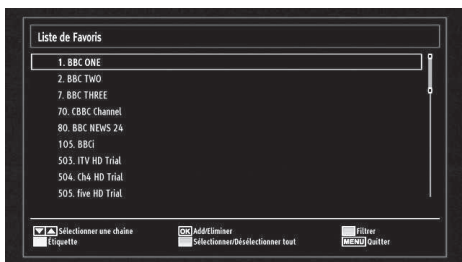 Liste de Favoris
1. BBC ONE
2. BBC TWO
7. BBC THREE
70. CBBC Channel
80. BBC NEWS 24
105. BBCi
503. ITV HD Trial
504. Ch4 HD Trial
505. five HD Trial
Sélectionner une chaine OK Add/Eliminer Filtrer
Etiquette Sélectionner/Désélectionner tout MENU Quitter